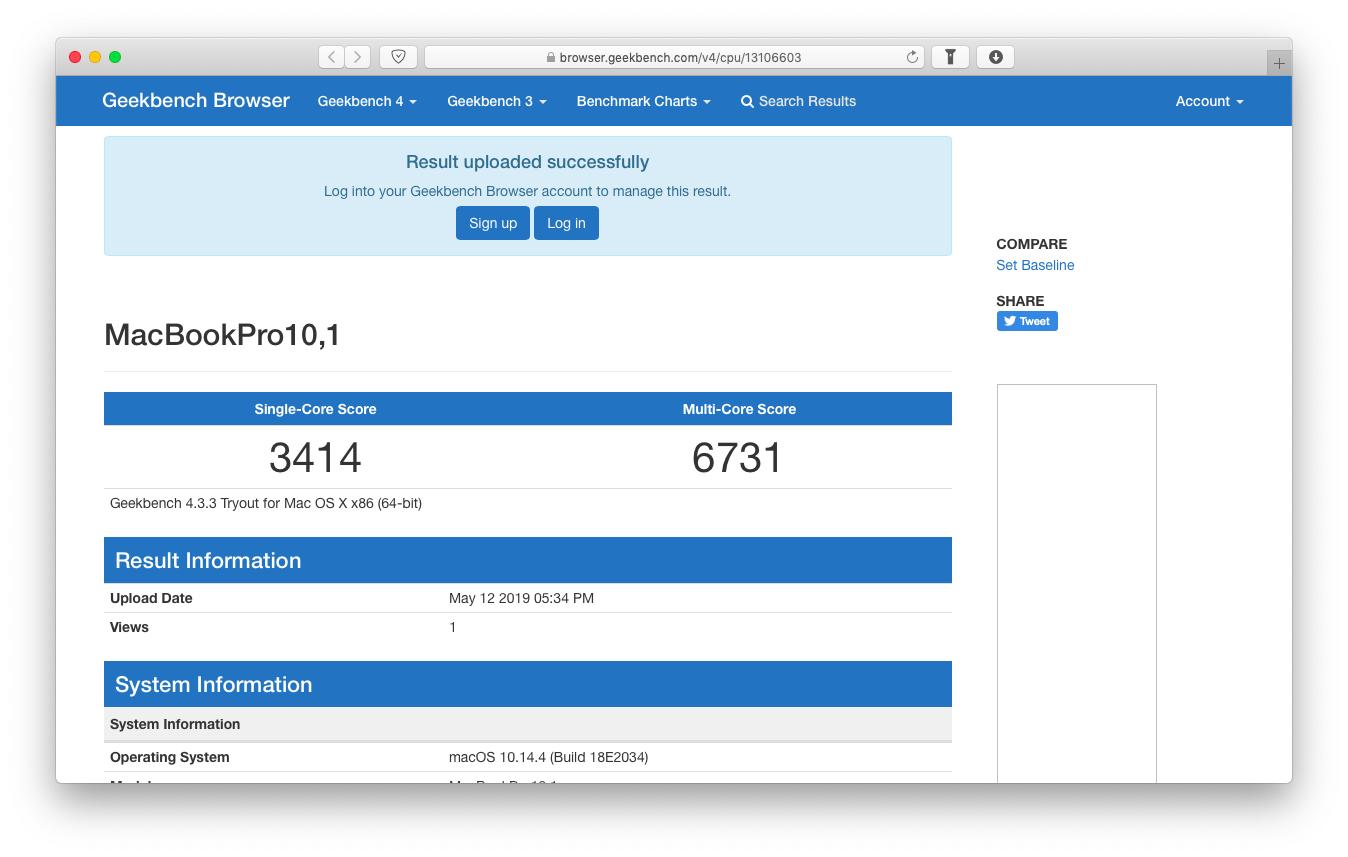 browser.geekbench.com/v4/cpu/13106603
Geekbench Browser Geekbench 4 Geekbench 3 Benchmark Charts Search Results Account
Result uploaded successfully
Log into your Geekbench Browser account to manage this result.
Sign up Log in
COMPARE
Set Baseline
SHARE
Tweet
MacBookPro10,1
Single-Core Score Multi-Core Score
3414 6731
Geekbench 4.3.3 Tryout for Mac OS X x86 (64-bit)
Result Information
Upload Date May 12 2019 05:34 PM
Views 1
System Information
System Information
Operating System macOS 10.14.4 (Build 18E2034)